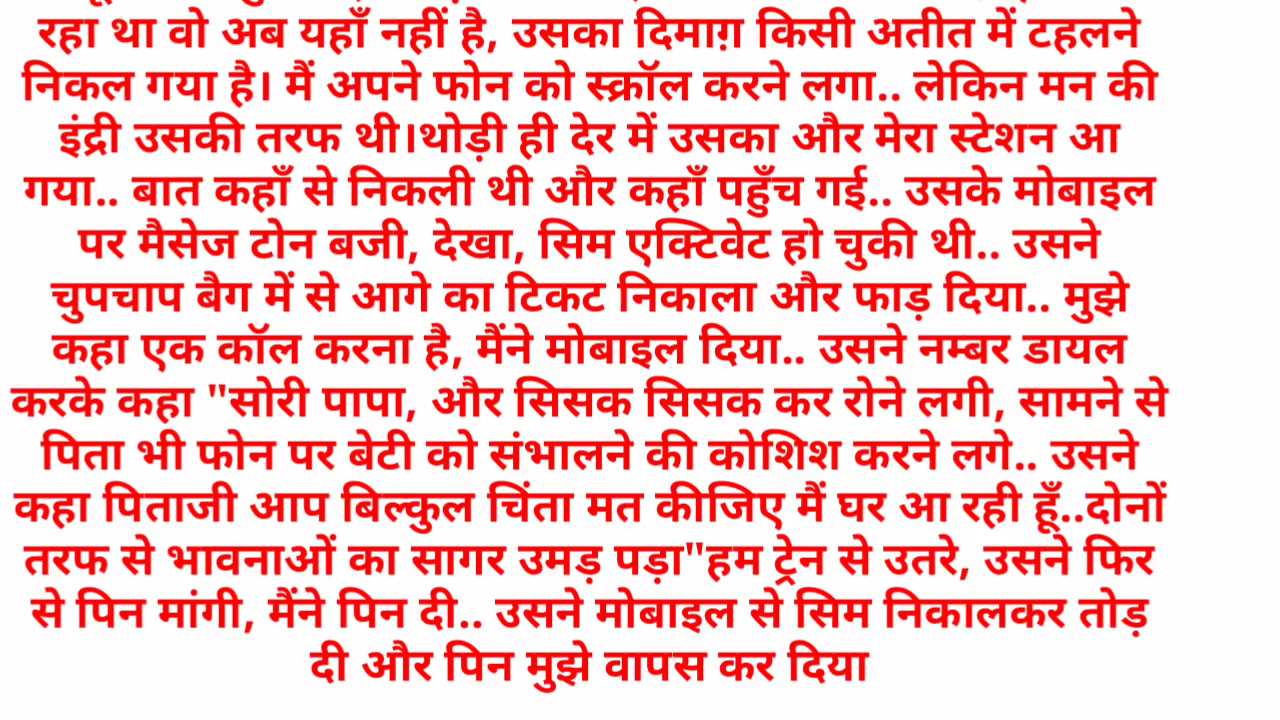 रहा था वो अब यहाँ नहीं है, उसका दिमाग़ किसी अतीत में टहलने
निकल गया है। मैं अपने फोन को स्क्रॉल करने लगा.. लेकिन मन की
इंद्री उसकी तरफ थी।थोड़ी ही देर में उसका और मेरा स्टेशन आ
गया.. बात कहाँ से निकली थी और कहाँ पहुँच गई.. उसके मोबाइल
पर मैसेज टोन बजी, देखा, सिम एक्टिवेट हो चुकी थी.. उसने
चुपचाप बैग में से आगे का टिकट निकाला और फाड़ दिया.. मुझे
कहा एक कॉल करना है, मैंने मोबाइल दिया.. उसने नम्बर डायल
करके कहा "सोरी पापा, और सिसक सिसक कर रोने लगी, सामने से
पिता भी फोन पर बेटी को संभालने की कोशिश करने लगे.. उसने
कहा पिताजी आप बिल्कुल चिंता मत कीजिए मैं घर आ रही हूँ..दोनों
तरफ से भावनाओं का सागर उमड़ पड़ा"हम ट्रेन से उतरे, उसने फिर
से पिन मांगी, मैंने पिन दी.. उसने मोबाइल से सिम निकालकर तोड़
दी और पिन मुझे वापस कर दिया